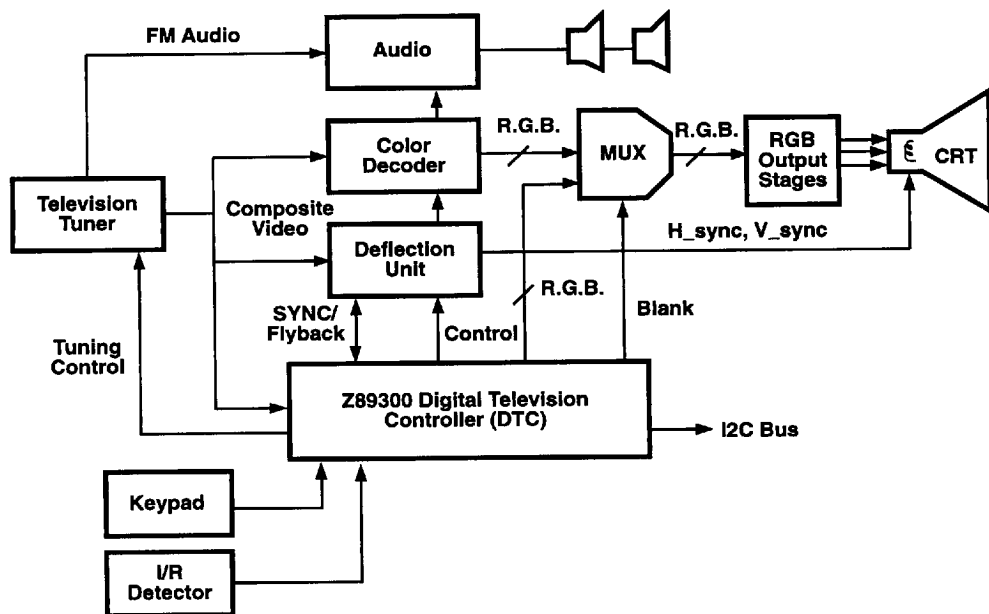 FM Audio
Audio
R.G.B.
Color
Decoder
MUX
R.G.B.
RGB
Output
Stages
CRT
Television
Tuner
Composite
Video
Deflection
Unit
H_sync, V_sync
SYNC/
Flyback
Control
R.G.B.
Blank
Tuning
Control
Z89300 Digital Television
Controller (DTC)
I2C Bus
Keypad
I/R
Detector